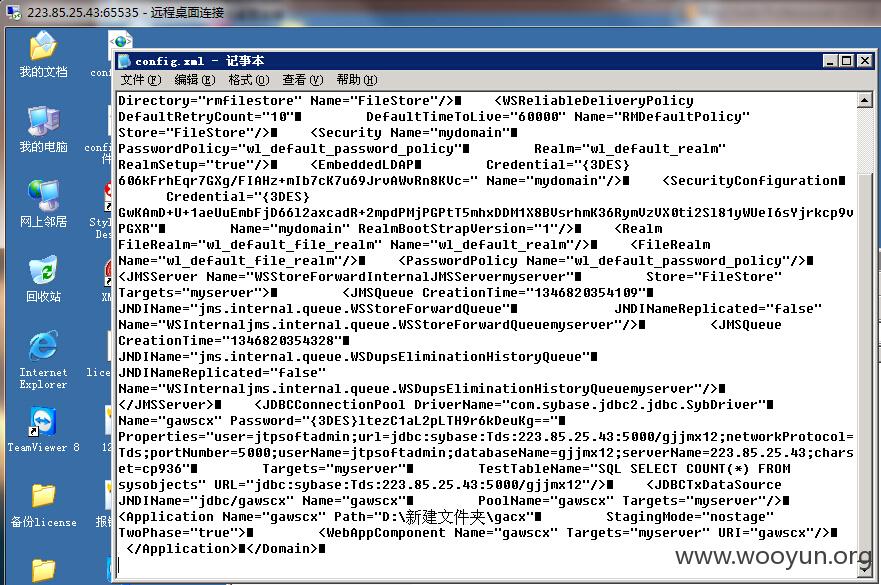 223.85.25.43:65535 - 远程桌面连接
我的文档
我的电脑
网上邻居
回收站
Internet
Explorer
TeamViewer 8
备份license
config.xml - 记事本
文件(F) 编辑(E) 格式(O) 查看(V) 帮助(H)
Directory="rmfilestore" Name="FileStore"/>■ <WSReliableDeliveryPolicy
DefaultRetryCount="10"■ DefaultTimeToLive="60000" Name="RMDefaultPolicy"
Store="FileStore"/>■ <Security Name="mydomain"■
PasswordPolicy="wl_default_password_policy"■ Realm="wl_default_realm"
RealmSetup="true"/>■ <EmbeddedLDAP■ Credential="{3DES}
606kFrhEqr7GXg/FIAHz+mIb7cK7u69JrvAWvRn8KVc=" Name="mydomain"/>■ <SecurityConfiguration■
Credential="{3DES}
GwKAmD+U+1aeUuEmbFjD66l2axcadR+2mpdPMjPGPtT5mhxDDM1X8BVsrhmK36RymVzVX0ti2Sl81yWUeI6sYjrkcp9v
PGXR"■ Name="mydomain" RealmBootStrapVersion="1"/>■ <Realm
FileRealm="wl_default_file_realm" Name="wl_default_realm"/>■ <FileRealm
Name="wl_default_file_realm"/>■ <PasswordPolicy Name="wl_default_password_policy"/>■
<JMSServer Name="WSStoreForwardInternalJMSServermyserver"■ Store="FileStore"
Targets="myserver">■ <JMSQueue CreationTime="1346820354109"■
JNDIName="jms.internal.queue.WSStoreForwardQueue"■ JNDINameReplicated="false"
Name="WSInternaljms.internal.queue.WSStoreForwardQueuemyserver"/>■ <JMSQueue
CreationTime="1346820354328"■
JNDIName="jms.internal.queue.WSDupsEliminationHistoryQueue"■
JNDINameReplicated="false"
Name="WSInternaljms.internal.queue.WSDupsEliminationHistoryQueuemyserver"/>■
</JMSServer>■ <JDBCConnectionPool DriverName="com.sybase.jdbc2.jdbc.SybDriver"■
Name="gawscx" Password="{3DES}ltezC1aL2pLTH9r6kDeuKg=="■
Properties="user=jtpsoftadmin;url=jdbc:sybase:Tds:223.85.25.43:5000/gjjmx12;networkProtocol=
Tds;portNumber=5000;userName=jtpsoftadmin;databaseName=gjjmx12;serverName=223.85.25.43;chars
et=cp936"■ Targets="myserver"■ TestTableName="SQL SELECT COUNT(*) FROM
sysobjects" URL="jdbc:sybase:Tds:223.85.25.43:5000/gjjmx12"/>■ <JDBCTxDataSource
JNDIName="jdbc/gawscx" Name="gawscx"■ PoolName="gawscx" Targets="myserver"/>■
<Application Name="gawscx" Path="D:\新建文件夹\gacx"■ StagingMode="nostage"
TwoPhase="true">■ <WebAppComponent Name="gawscx" Targets="myserver" URI="gawscx"/>■
</Application>■</Domain>■
www.wooyun.org